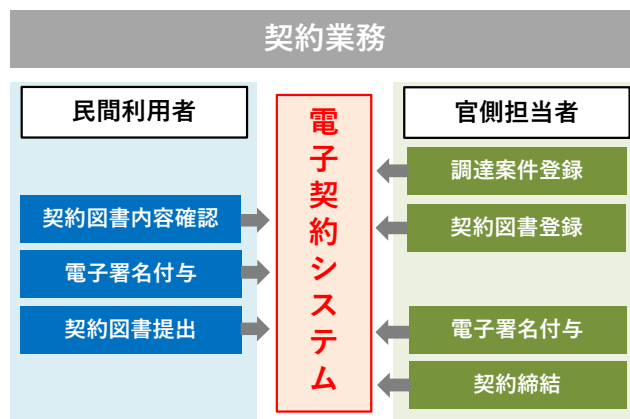 契約業務
民間利用者
契約図書内容確認
電子署名付与
契約図書提出
電子契約システム
官側担当者
調達案件登録
契約図書登録
電子署名付与
契約締結